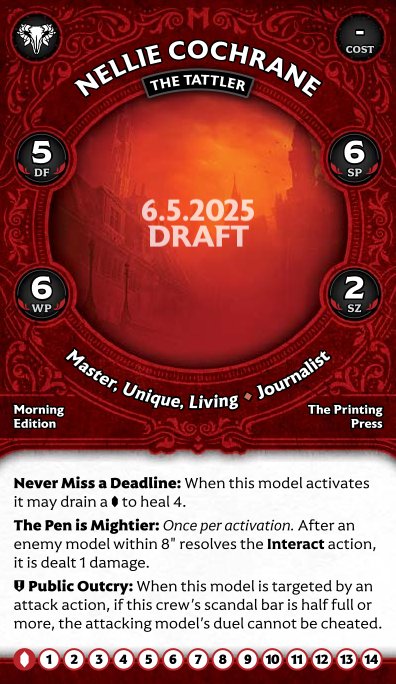 -
COST
NELLIE COCHRANE
THE TATTLER
5
DF
6
SP
6.5.2025
DRAFT
6
WP
2
SZ
Master, Unique, Living • Journalist
Morning
Edition
The Printing
Press
Never Miss a Deadline: When this model activates
it may drain a to heal 4.
The Pen is Mightier: Once per activation. After an
enemy model within 8" resolves the Interact action,
it is dealt 1 damage.
Public Outcry: When this model is targeted by an
attack action, if this crew's scandal bar is half full or
more, the attacking model's duel cannot be cheated.
1 2 3 4 5 6 7 8 9 10 11 12 13 14